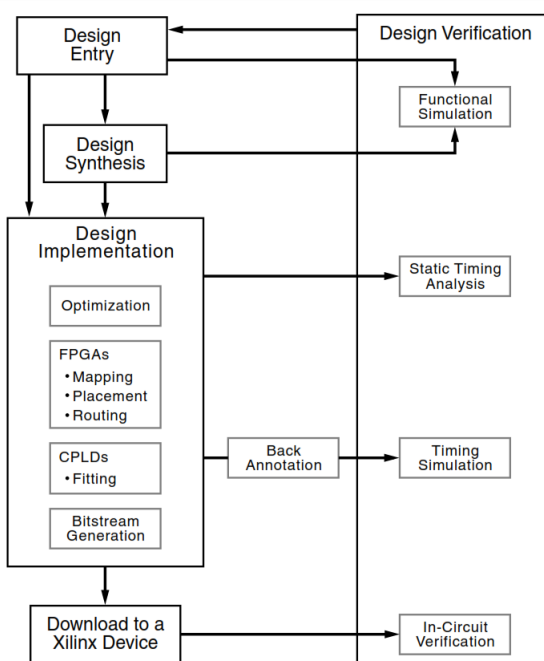 Design
Entry
Design Verification
Functional
Simulation
Design
Synthesis
Design
Implementation
Static Timing
Analysis
Optimization
FPGAs
• Mapping
• Placement
• Routing
Back
Annotation
Timing
Simulation
CPLDs
• Fitting
Bitstream
Generation
Download to a
Xilinx Device
In-Circuit
Verification